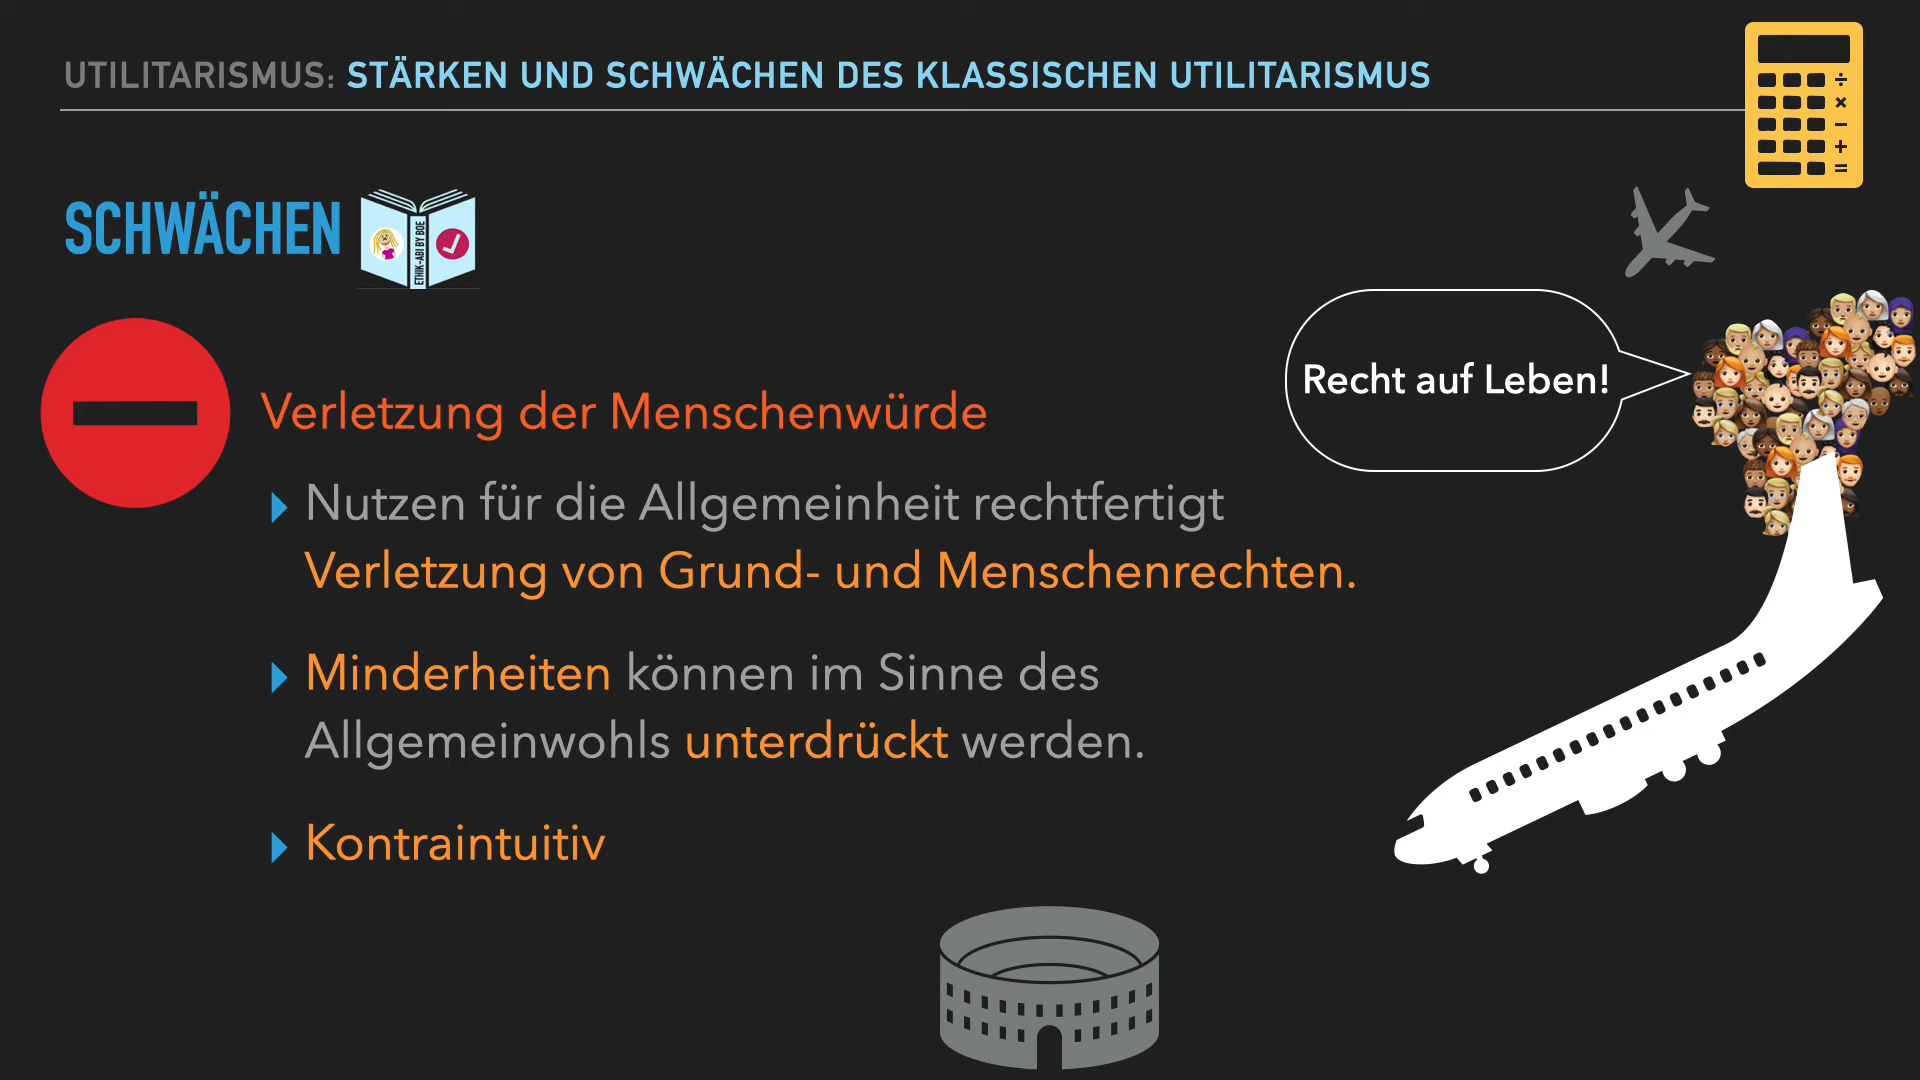 UTILITARISMUS: STÄRKEN UND SCHWÄCHEN DES KLASSISCHEN UTILITARISMUS
SCHWÄCHEN
ETHIK-ABI BY BOE
Recht auf Leben!
Verletzung der Menschenwürde
Nutzen für die Allgemeinheit rechtfertigt
Verletzung von Grund- und Menschenrechten.
Minderheiten können im Sinne des
Allgemeinwohls unterdrückt werden.
Kontraintuitiv